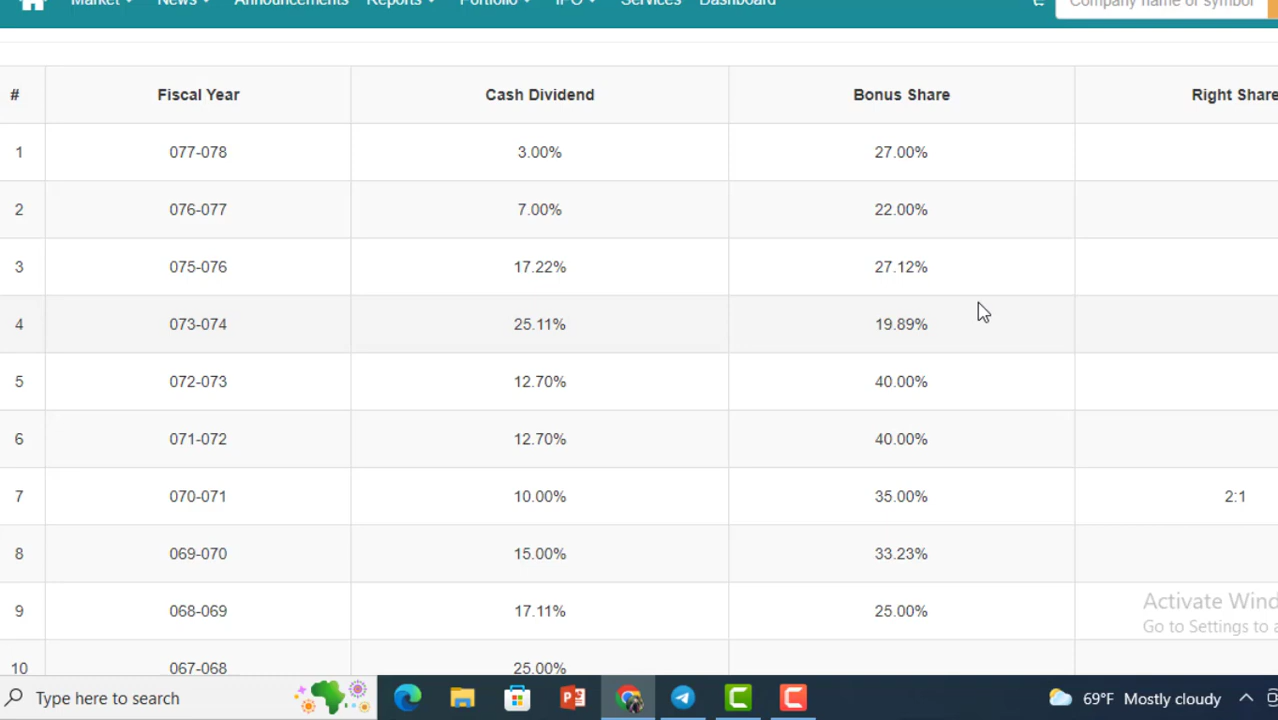 Market News Announcements Reports Portfolio IPO Services Dashboard Company name or symbol
# Fiscal Year Cash Dividend Bonus Share Right Share
1 077-078 3.00% 27.00%
2 076-077 7.00% 22.00%
3 075-076 17.22% 27.12%
4 073-074 25.11% 19.89%
5 072-073 12.70% 40.00%
6 071-072 12.70% 40.00%
7 070-071 10.00% 35.00% 2:1
8 069-070 15.00% 33.23%
9 068-069 17.11% 25.00%
Activate Wind
Go to Settings to a
10 067-068 25.00%
Type here to search 69°F Mostly cloudy